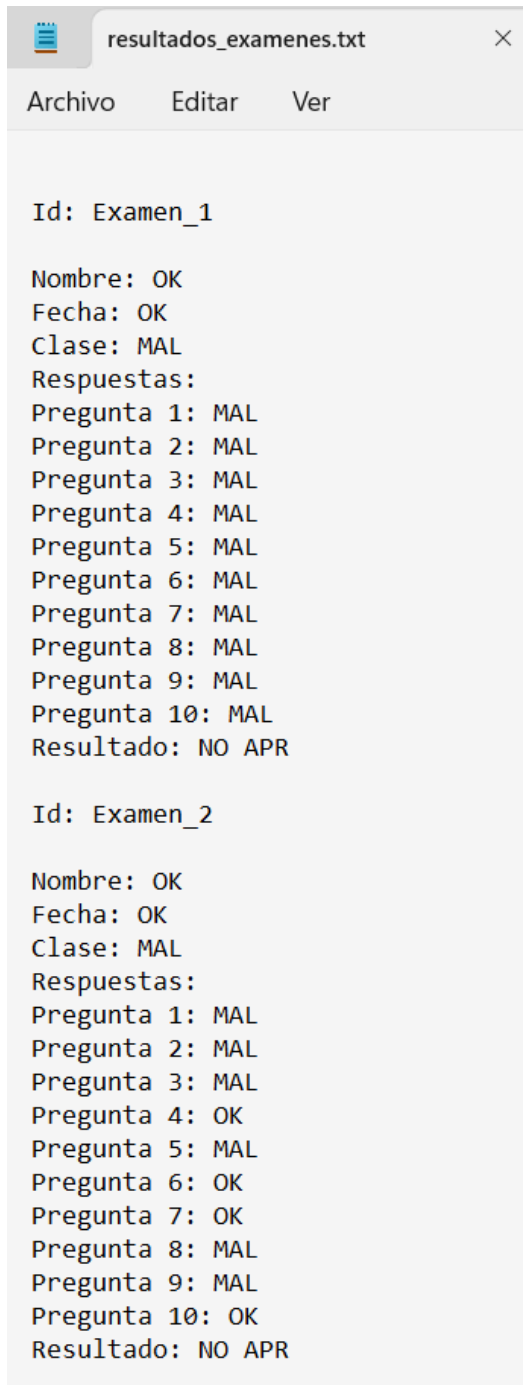 resultados_examenes.txt
Archivo Editar Ver
Id: Examen_1
Nombre: OK
Fecha: OK
Clase: MAL
Respuestas:
Pregunta 1: MAL
Pregunta 2: MAL
Pregunta 3: MAL
Pregunta 4: MAL
Pregunta 5: MAL
Pregunta 6: MAL
Pregunta 7: MAL
Pregunta 8: MAL
Pregunta 9: MAL
Pregunta 10: MAL
Resultado: NO APR
Id: Examen_2
Nombre: OK
Fecha: OK
Clase: MAL
Respuestas:
Pregunta 1: MAL
Pregunta 2: MAL
Pregunta 3: MAL
Pregunta 4: OK
Pregunta 5: MAL
Pregunta 6: OK
Pregunta 7: OK
Pregunta 8: MAL
Pregunta 9: MAL
Pregunta 10: OK
Resultado: NO APR